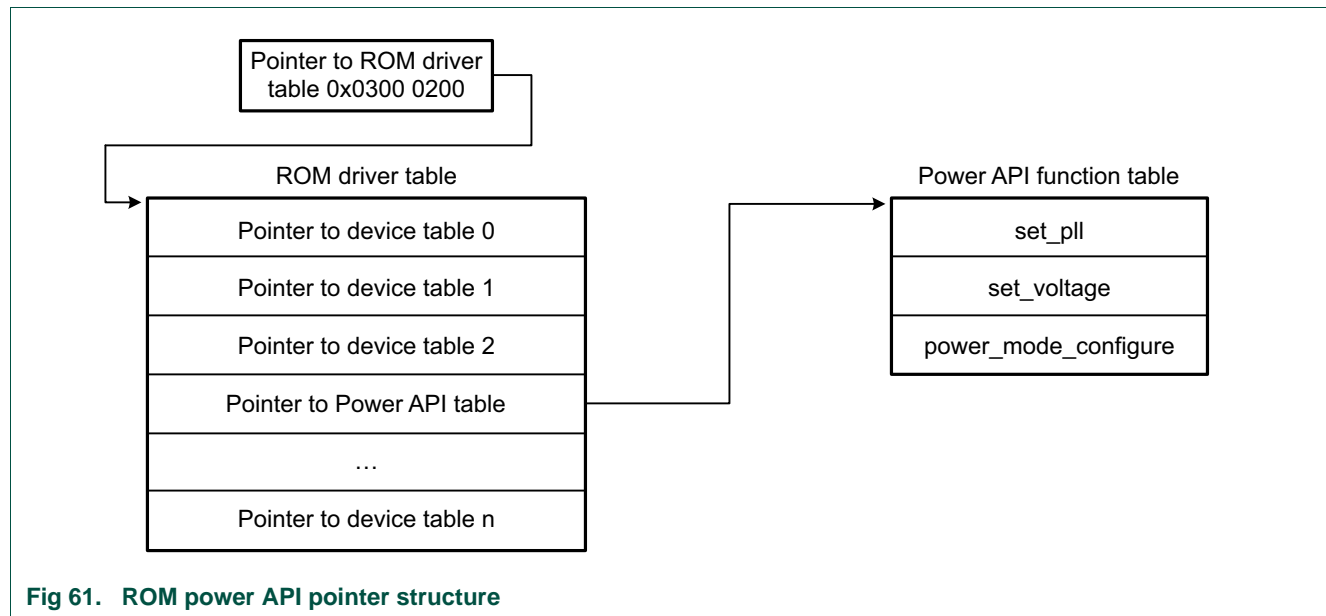 Pointer to ROM driver
table 0x0300 0200
ROM driver table
Pointer to device table 0
Pointer to device table 1
Pointer to device table 2
Pointer to Power API table
…
Pointer to device table n
Power API function table
set_pll
set_voltage
power_mode_configure
Fig 61. ROM power API pointer structure